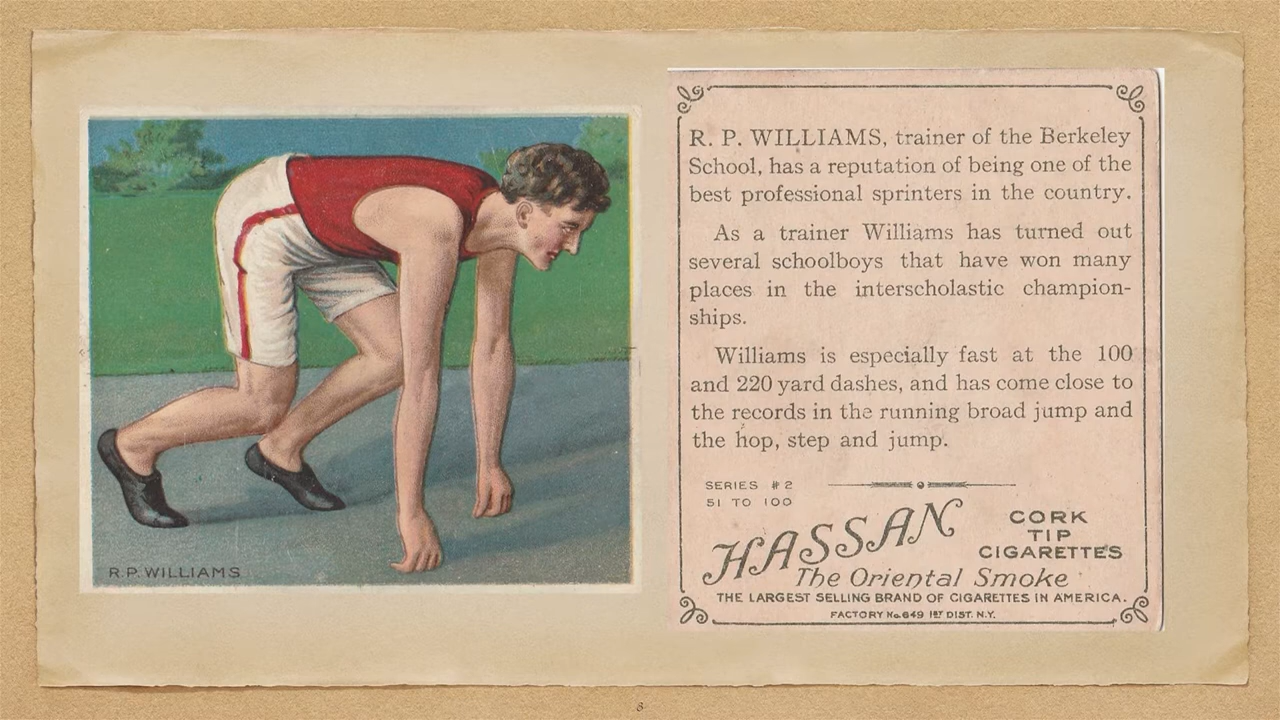 R.P. WILLIAMS
R. P. WILLIAMS, trainer of the Berkeley
School, has a reputation of being one of the
best professional sprinters in the country.
As a trainer Williams has turned out
several schoolboys that have won many
places in the interscholastic champion-
ships.
Williams is especially fast at the 100
and 220 yard dashes, and has come close to
the records in the running broad jump and
the hop, step and jump.
SERIES #2
51 TO 100
HASSAN
CORK
TIP
CIGARETTES
The Oriental Smoke
THE LARGEST SELLING BRAND OF CIGARETTES IN AMERICA.
FACTORY No. 649 1ST DIST. N.Y.
8